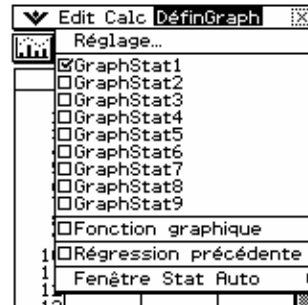 Edit Calc DéfinGraph
Réglage...
GraphStat1
GraphStat2
GraphStat3
GraphStat4
GraphStat5
GraphStat6
GraphStat7
GraphStat8
GraphStat9
Fonction graphique
Régression précédente
Fenêtre Stat Auto